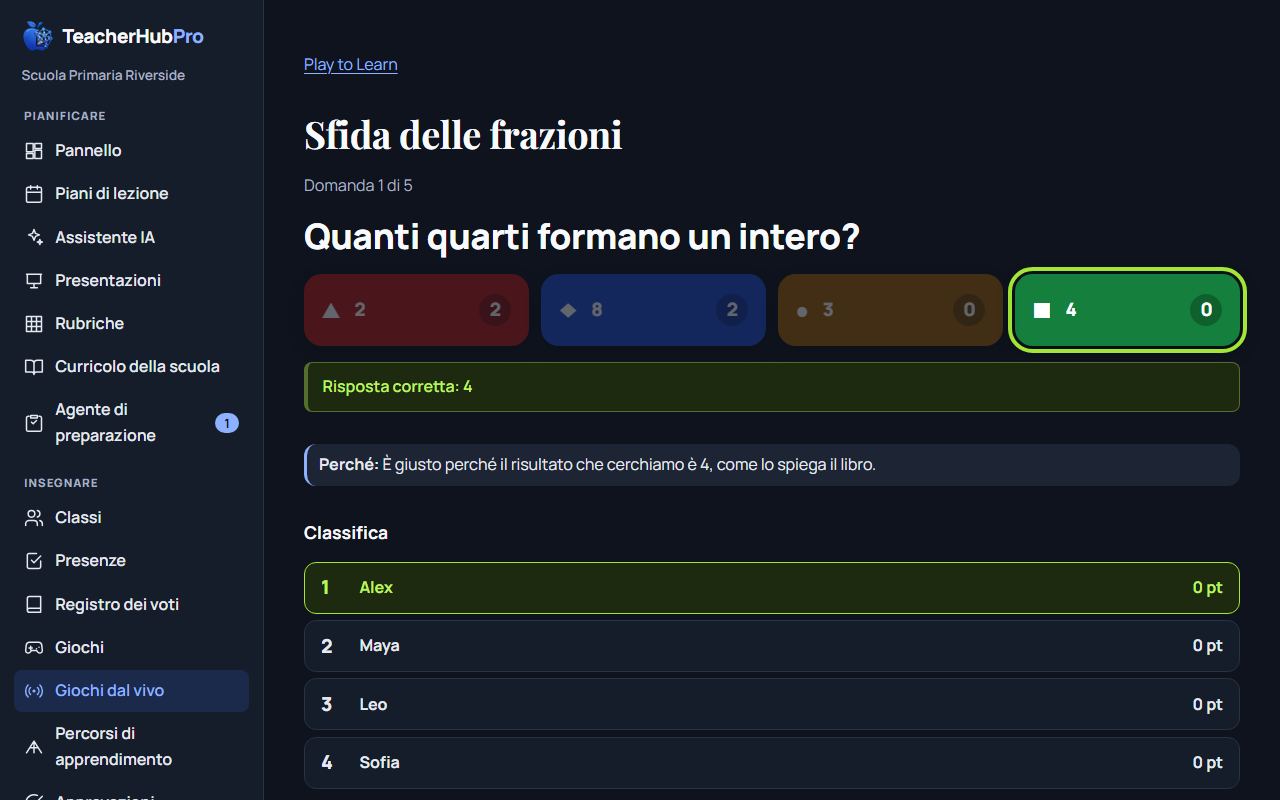 TeacherHubPro
Scuola Primaria Riverside
PIANIFICARE
Pannello
Piani di lezione
Assistente IA
Presentazioni
Rubriche
Curricolo della scuola
Agente di
preparazione
1
INSEGNARE
Classi
Presenze
Registro dei voti
Giochi
Giochi dal vivo
Percorsi di
apprendimento
Play to Learn
Sfida delle frazioni
Domanda 1 di 5
Quanti quarti formano un intero?
2 2
8 2
3 0
4 0
Risposta corretta: 4
Perché: È giusto perché il risultato che cerchiamo è 4, come lo spiega il libro.
Classifica
1 Alex 0 pt
2 Maya 0 pt
3 Leo 0 pt
4 Sofia 0 pt